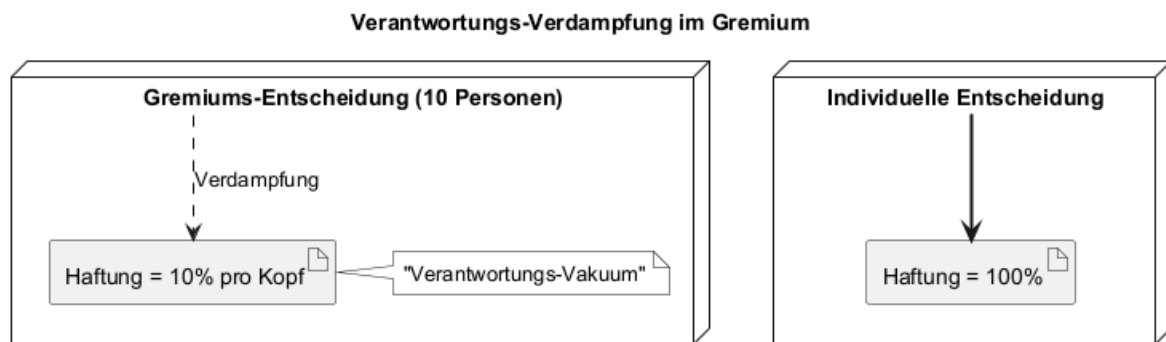 Verantwortungs-Verdampfung im Gremium
Gremiums-Entscheidung (10 Personen)
Verdampfung
Haftung = 10% pro Kopf
"Verantwortungs-Vakuum"
Individuelle Entscheidung
Haftung = 100%